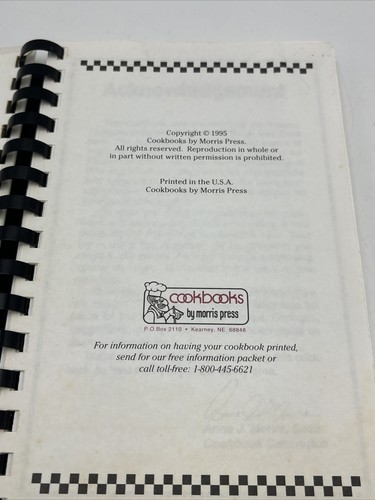 Copyright © 1995
Cookbooks by Morris Press.
All rights reserved. Reproduction in whole or
in part without written permission is prohibited.
Printed in the U.S.A.
Cookbooks by Morris Press
cookbooks
by morris press
P O Box 2110 • Kearney, NE 68848
For information on having your cookbook printed,
send for our free information packet or
call toll-free: 1-800-445-6621